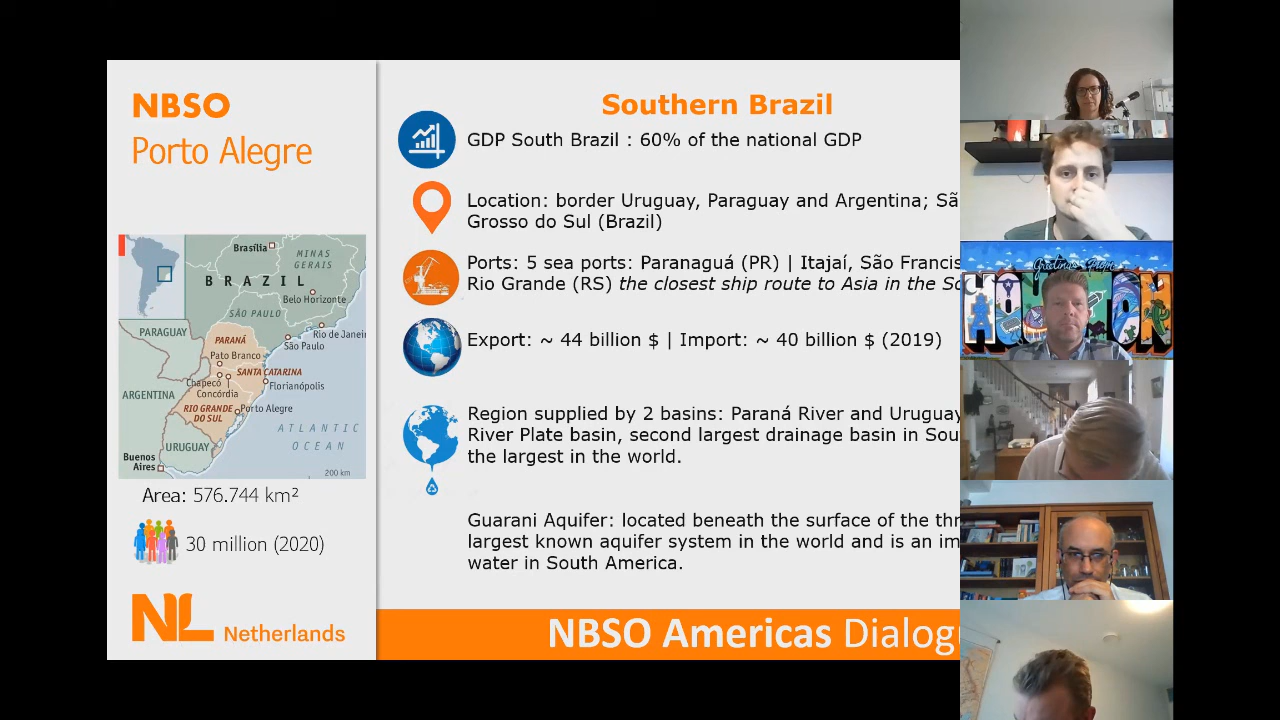 NBSO
Porto Alegre
Brasília
MINAS
GERAIS
BRAZIL
Belo Horizonte
SÃO PAULO
PARAGUAY
Rio de Janeir
PARANÁ
São Paulo
Pato Branco
SANTA CATARINA
Chapecó
Florianópolis
Concórdia
ARGENTINA
RIO GRANDE
DO SUL
Porto Alegre
ATLANTIC
OCEAN
URUGUAY
Buenos
Aires
200 km
Area: 576.744 km²
30 million (2020)
NL Netherlands
Southern Brazil
GDP South Brazil : 60% of the national GDP
Location: border Uruguay, Paraguay and Argentina; Sã
Grosso do Sul (Brazil)
Ports: 5 sea ports: Paranaguá (PR) | Itajaí, São Francis
Rio Grande (RS) the closest ship route to Asia in the So
Export: ~ 44 billion $ | Import: ~ 40 billion $ (2019)
Region supplied by 2 basins: Paraná River and Uruguay
River Plate basin, second largest drainage basin in Sou
the largest in the world.
Guarani Aquifer: located beneath the surface of the thr
largest known aquifer system in the world and is an im
water in South America.
NBSO Americas Dialog
Greetings From